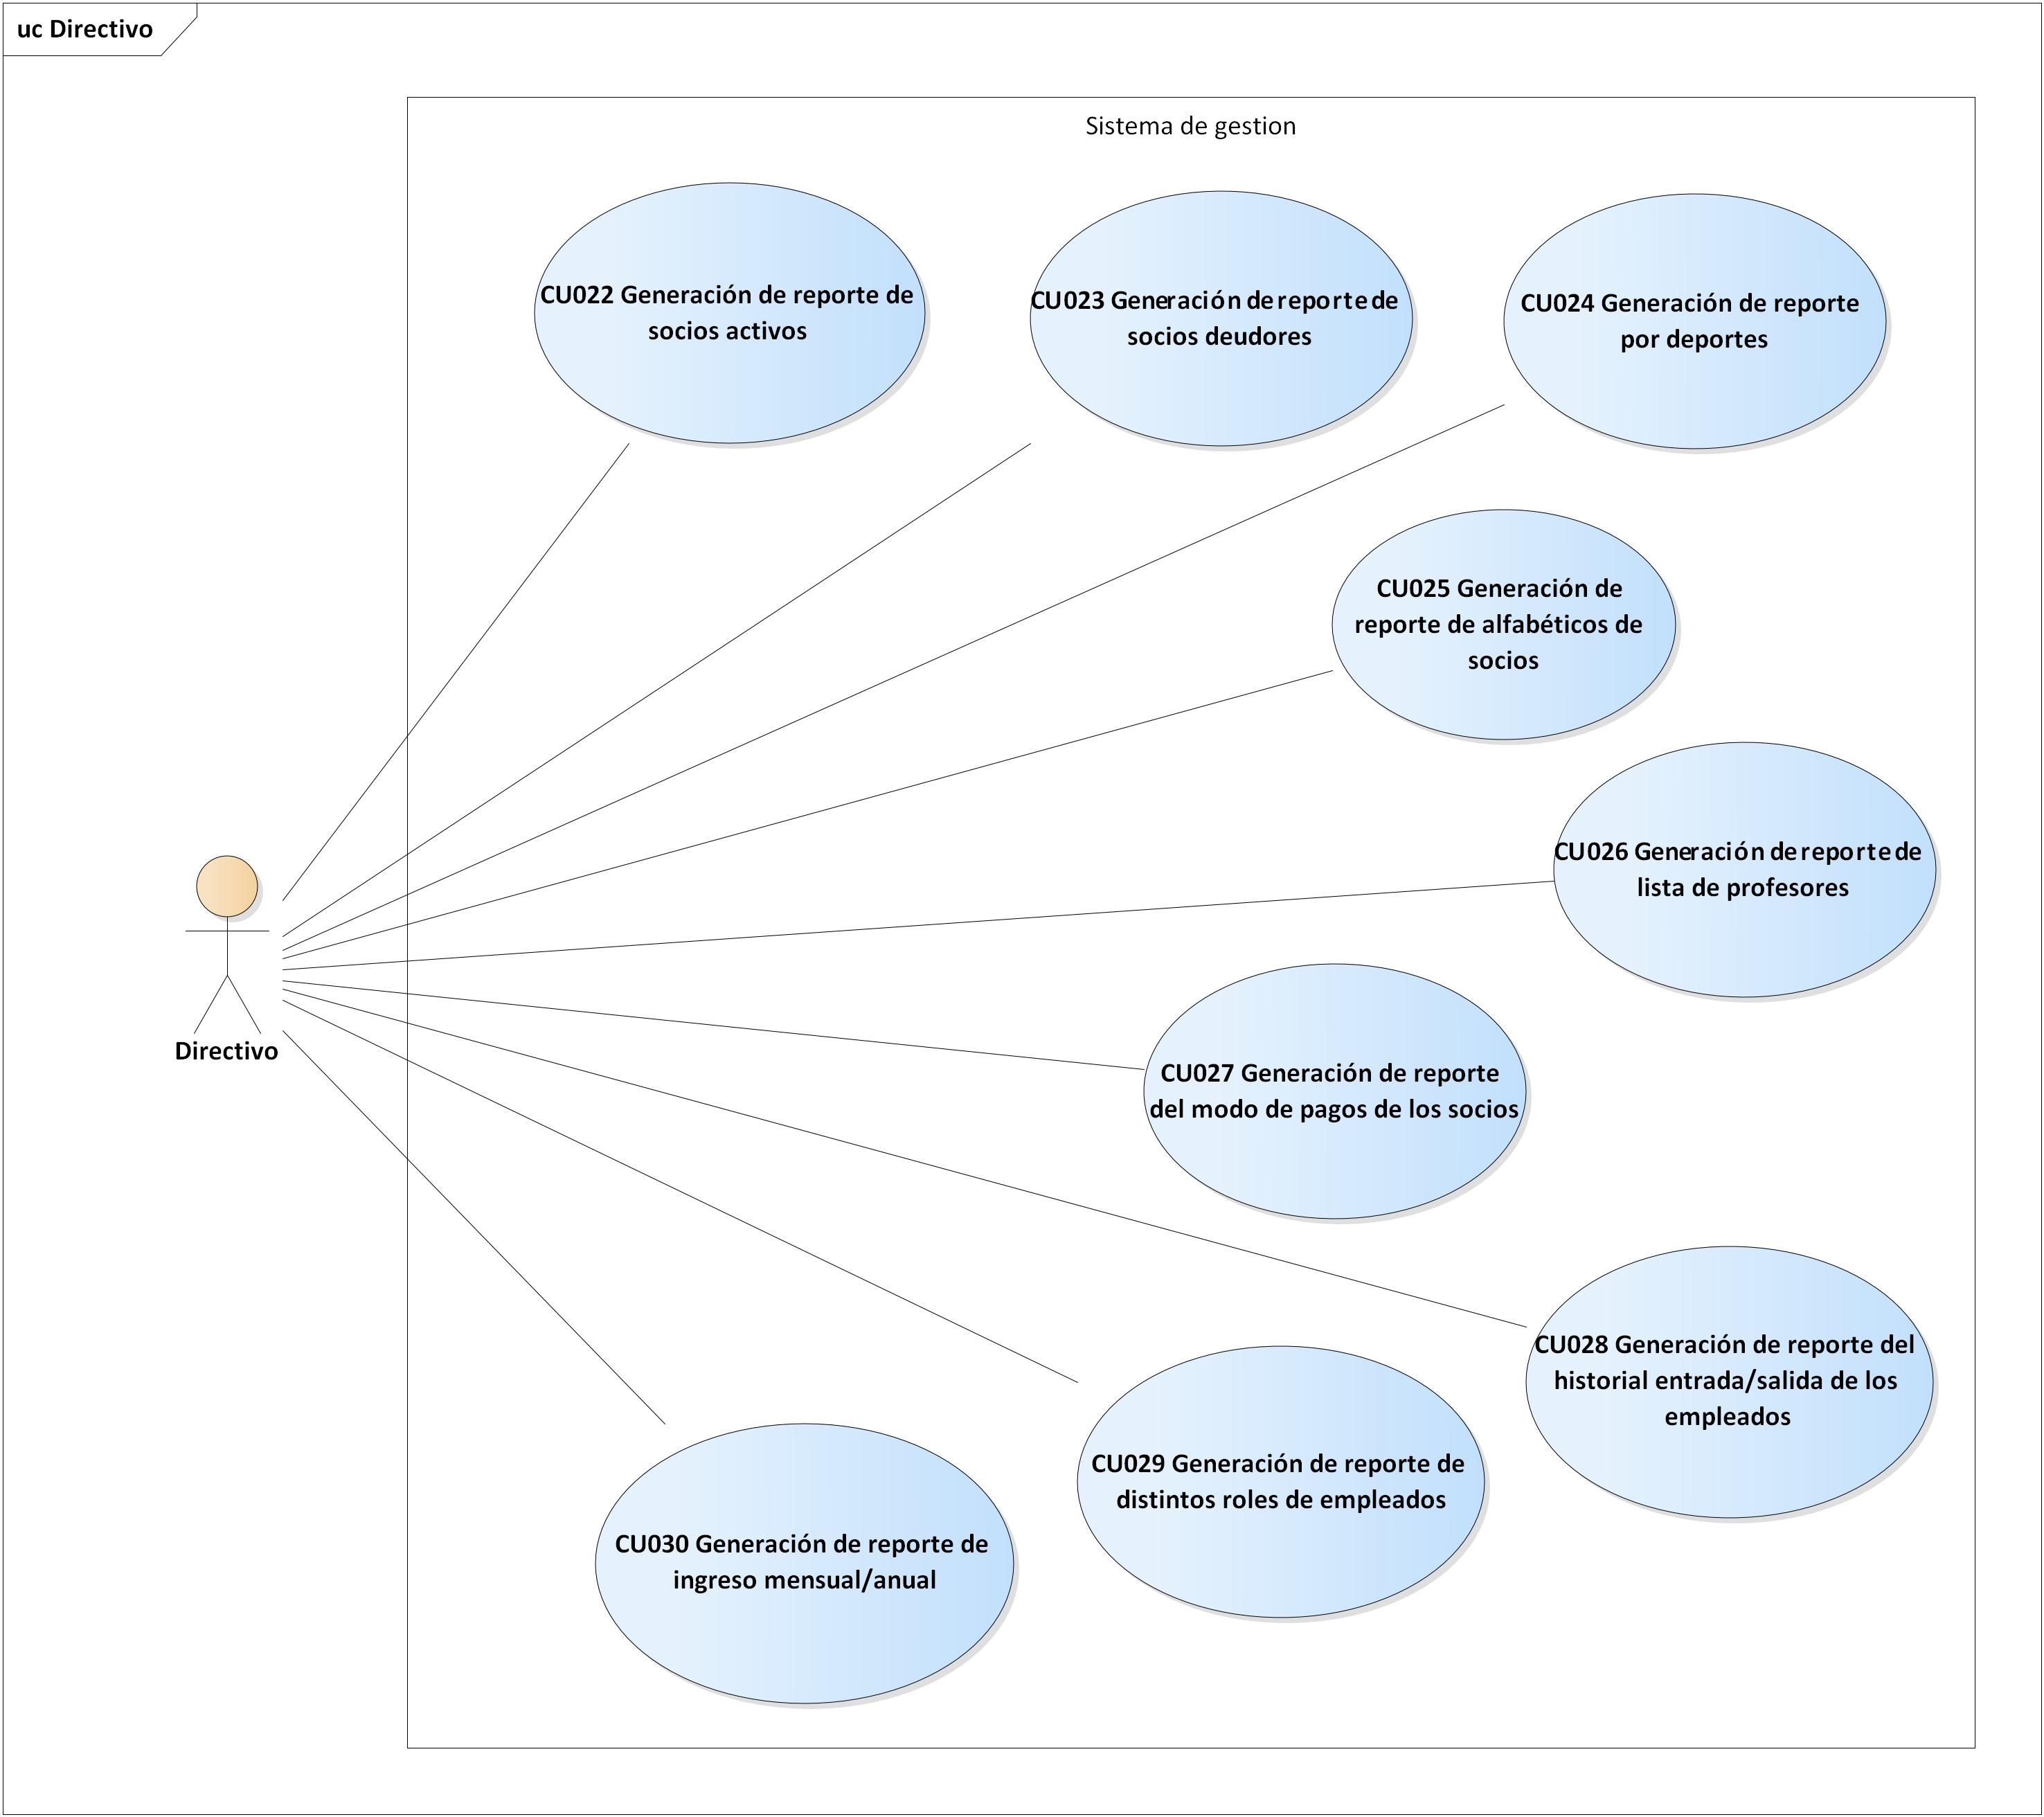 uc Directivo
Sistema de gestion
CU022 Generación de reporte de
socios activos
CU023 Generación de reporte de
socios deudores
CU024 Generación de reporte
por deportes
CU025 Generación de
reporte de alfabéticos de
socios
CU026 Generación de reporte de
lista de profesores
Directivo
CU027 Generación de reporte
del modo de pagos de los socios
CU028 Generación de reporte del
historial entrada/salida de los
empleados
CU029 Generación de reporte de
distintos roles de empleados
CU030 Generación de reporte de
ingreso mensual/anual